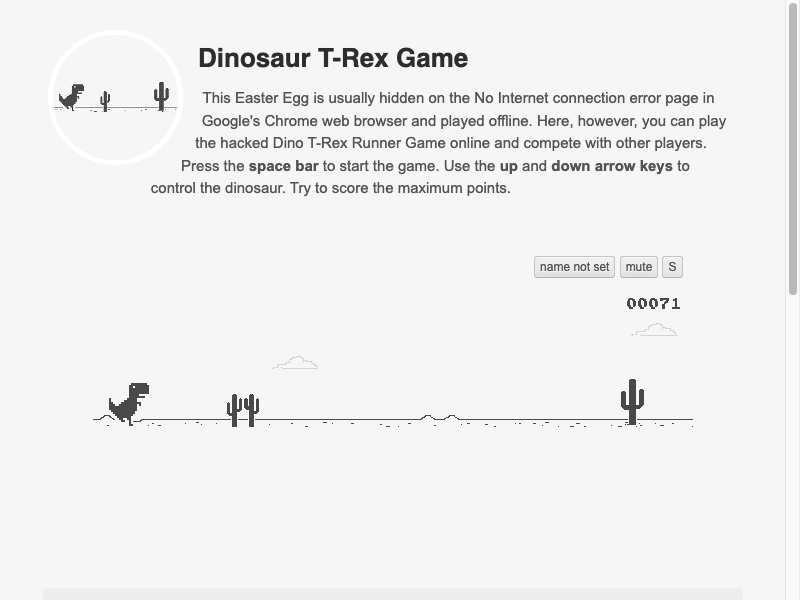 Dinosaur T-Rex Game
This Easter Egg is usually hidden on the No Internet connection error page in
Google's Chrome web browser and played offline. Here, however, you can play
the hacked Dino T-Rex Runner Game online and compete with other players.
Press the space bar to start the game. Use the up and down arrow keys to
control the dinosaur. Try to score the maximum points.
name not set mute S
00071